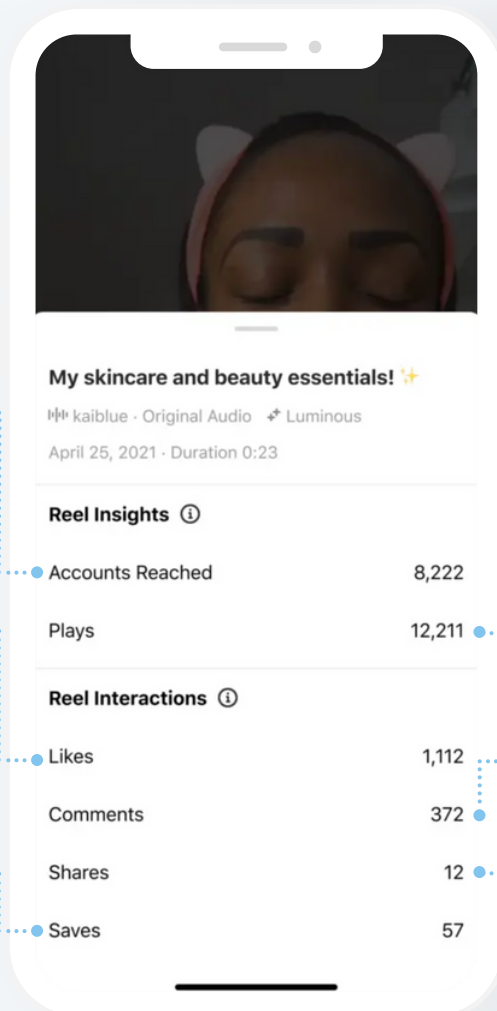 My skincare and beauty essentials! ✨
kaiblue · Original Audio Luminous
April 25, 2021 · Duration 0:23
Reel Insights
Accounts Reached 8,222
Plays 12,211
Reel Interactions
Likes 1,112
Comments 372
Shares 12
Saves 57